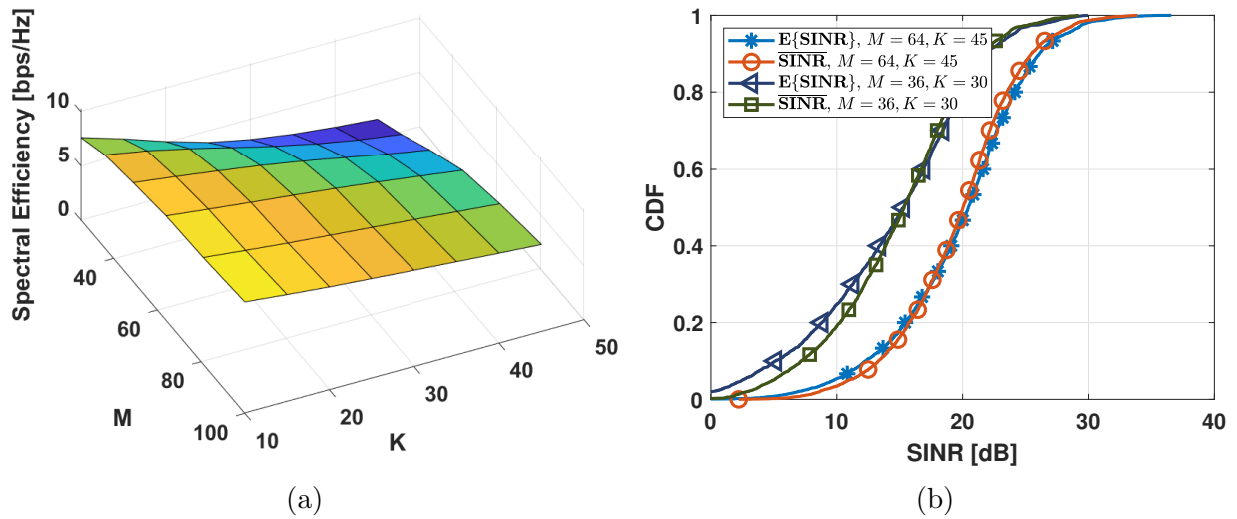 Spectral Efficiency [bps/Hz]
10
5
0
40
60
80
100
M
10
20
30
40
50
K
(a)
CDF
1
0.8
0.6
0.4
0.2
0
E{SINR}, M = 64, K = 45
S̅I̅N̅R̅, M = 64, K = 45
E{SINR}, M = 36, K = 30
S̅I̅N̅R̅, M = 36, K = 30
0 10 20 30 40
SINR [dB]
(b)